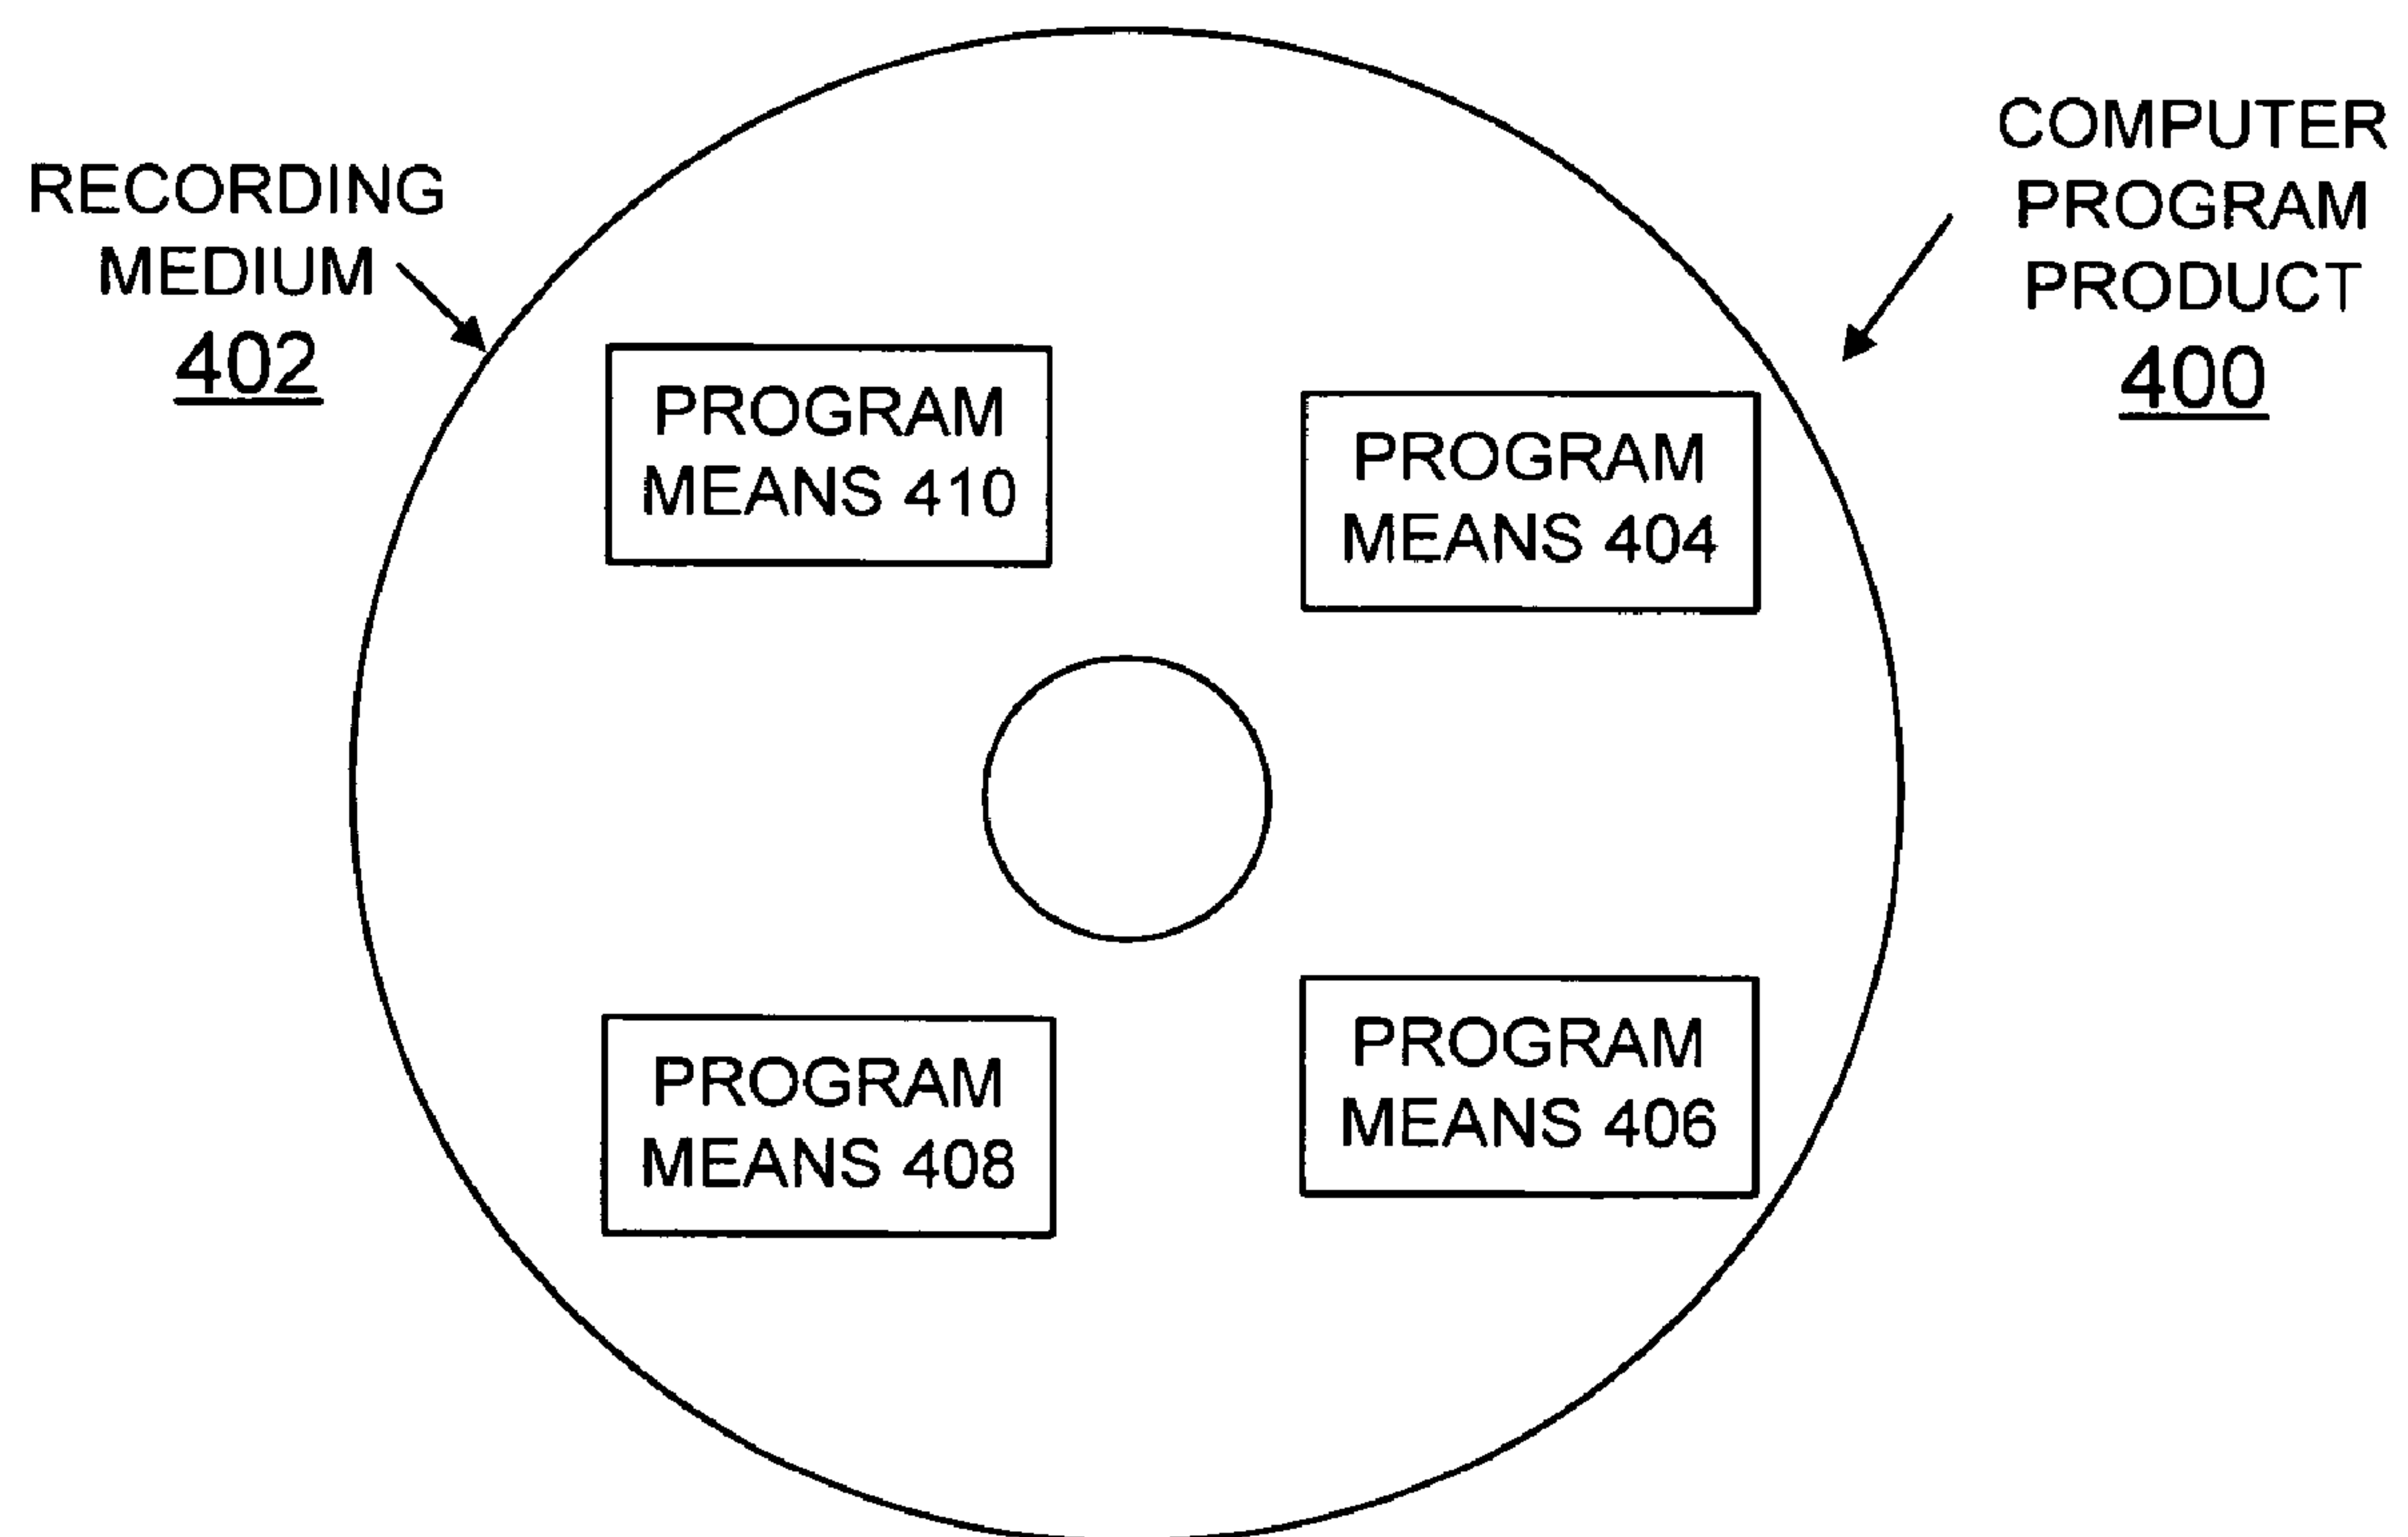 RECORDING
MEDIUM
402
COMPUTER
PROGRAM
PRODUCT
400
PROGRAM
MEANS 410
PROGRAM
MEANS 404
PROGRAM
MEANS 408
PROGRAM
MEANS 406